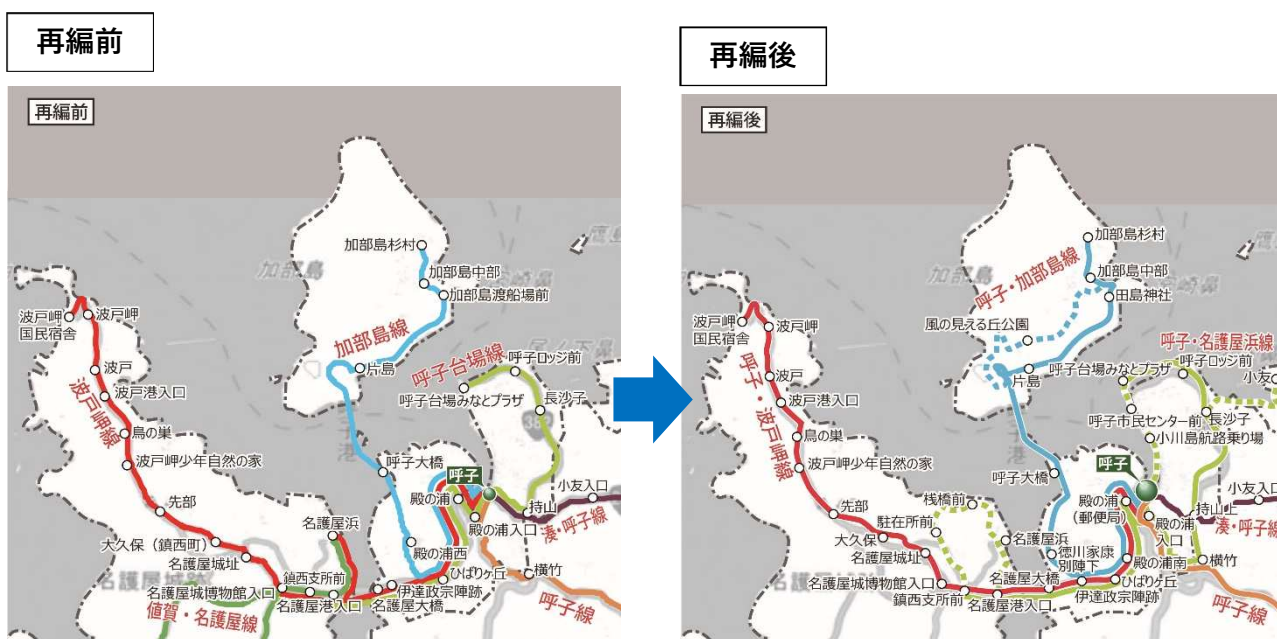 再編前
再編後
再編前
加部島杉村
加部島
加部島中部
加部島渡船場前
波戸岬
国民宿舎
波戸岬
加部島線
呼子台場線
呼子ロッジ前
片島
波戸
呼子台場みなとプラザ
長沙子
波戸港入口
波戸岬線
鳥の巣
波戸岬少年自然の家
呼子大橋
呼子
小友入口
先部
殿の浦
持山
名護屋浜
殿の浦入口
湊・呼子線
大久保(鎮西町)
殿の浦西
名護屋城址
ひばりヶ丘
横竹
名護屋城博物館入口
鎮西支所前
伊達政宗陣跡
名護屋港入口
名護屋大橋
値賀・名護屋線
呼子線
再編後
加部島杉村
呼子・加部島線
加部島
加部島中部
田島神社
風の見える丘公園
波戸岬
国民宿舎
波戸岬
呼子・名護屋浜線
呼子ロッジ前
片島
呼子台場みなとプラザ
小友
波戸
呼子・波戸岬線
波戸港入口
呼子市民センター前
長沙子
小川島航路乗り場
鳥の巣
波戸岬少年自然の家
呼子大橋
呼子
小友入口
先部
桟橋前
殿の浦
(郵便局)
持山上
駐在所前
殿の浦
入口
湊・呼子線
大久保
名護屋浜
徳川家康
別陣下
名護屋城址
殿の浦南
横竹
名護屋城博物館入口
名護屋大橋
ひばりヶ丘
鎮西支所前
伊達政宗陣跡
名護屋港入口
呼子線